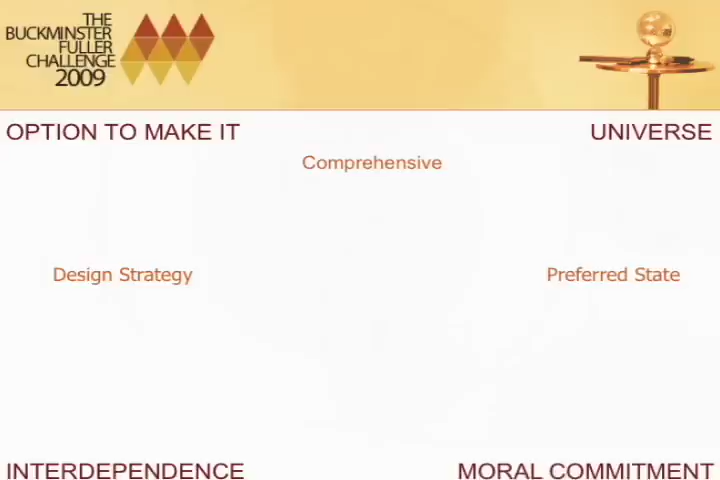 THE
BUCKMINSTER
FULLER
CHALLENGE
2009
OPTION TO MAKE IT
UNIVERSE
Comprehensive
Design Strategy
Preferred State
INTERDEPENDENCE
MORAL COMMITMENT